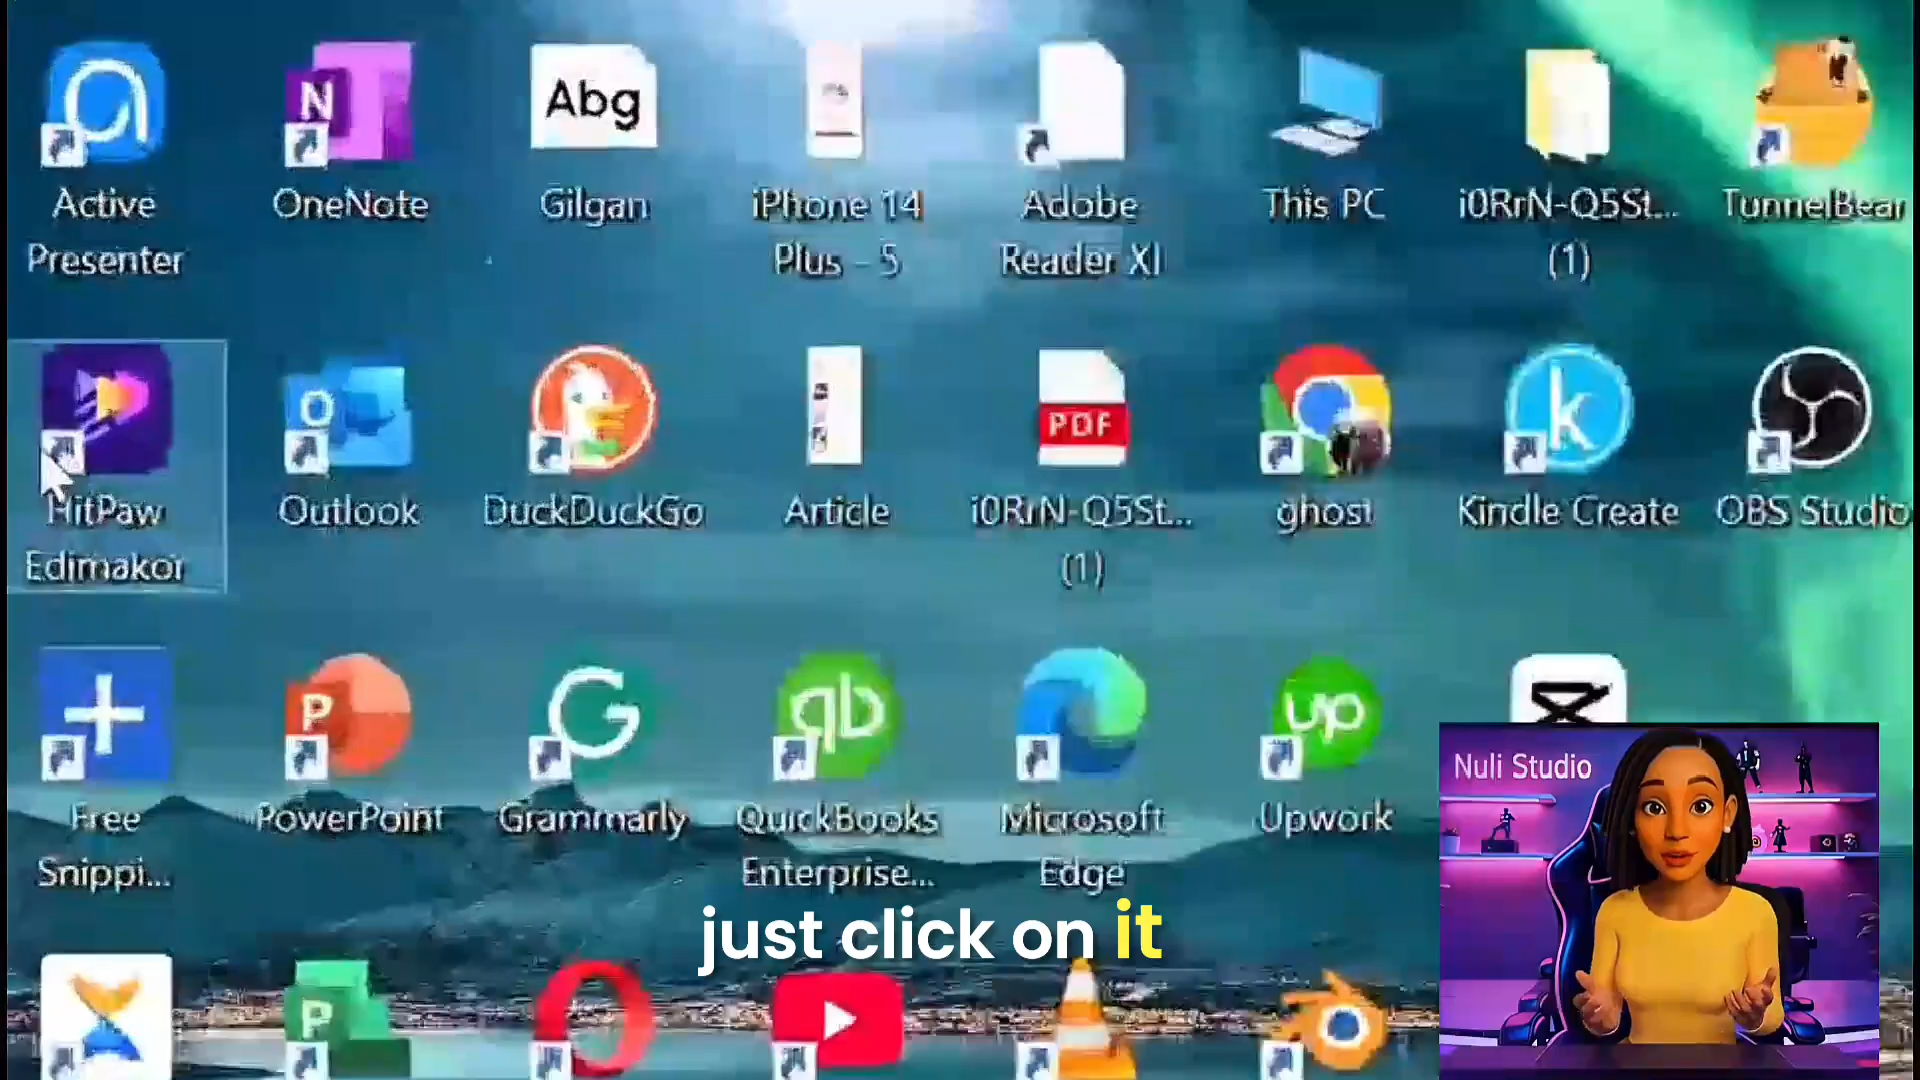 Active
Presenter
OneNote
Abg
Gilgan
iPhone 14
Plus - 5
Adobe
Reader XI
This PC
i0RrN-Q5St...
(1)
TunnelBear
HitPaw
Edimakor
Outlook
DuckDuckGo
Article
PDF
i0RrN-Q5St...
(1)
ghost
Kindle Create
OBS Studio
Free
Snippi...
PowerPoint
Grammarly
qb
QuickBooks
Enterprise...
Microsoft
Edge
up
Upwork
Nuli Studio
just click on it